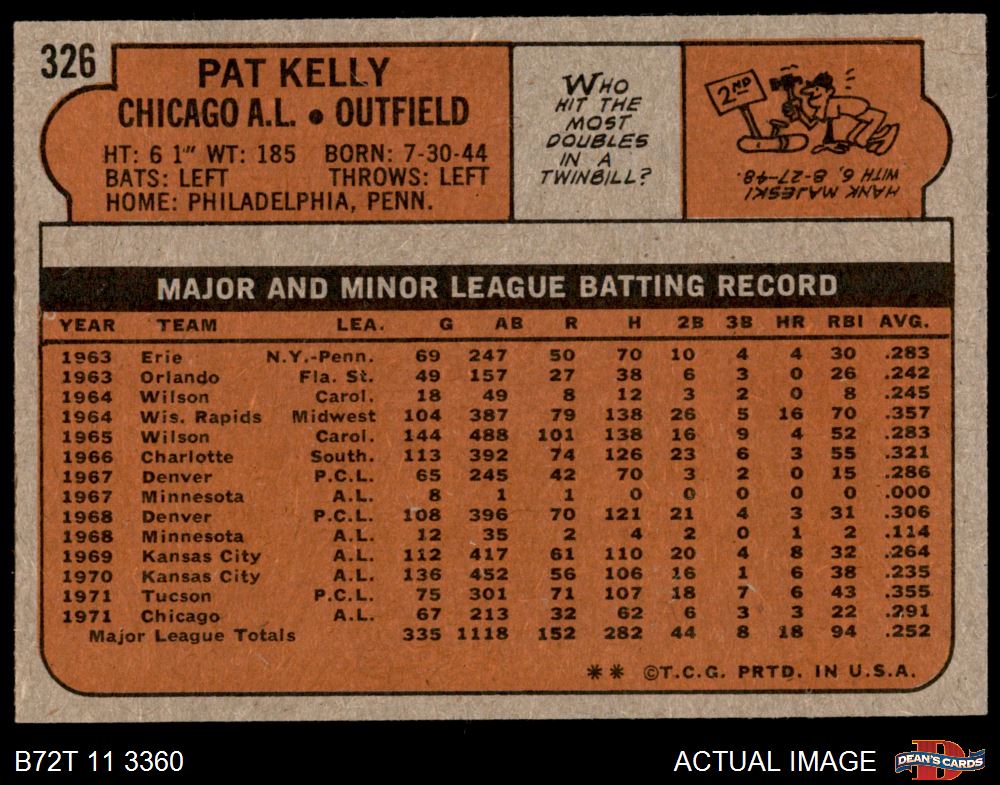 326
PAT KELLY
CHICAGO A.L. • OUTFIELD
HT: 6 1" WT: 185 BORN: 7-30-44
BATS: LEFT THROWS: LEFT
HOME: PHILADELPHIA, PENN.
WHO
HIT THE
MOST
DOUBLES
IN A
TWINBILL?
2ND
HANK MAJESKI
WITH 6, 8-27-48.
MAJOR AND MINOR LEAGUE BATTING RECORD
YEAR TEAM LEA. G AB R H 2B 3B HR RBI AVG.
1963 Erie N.Y.-Penn. 69 247 50 70 10 4 4 30 .283
1963 Orlando Fla. St. 49 157 27 38 6 3 0 26 .242
1964 Wilson Carol. 18 49 8 12 3 2 0 8 .245
1964 Wis. Rapids Midwest 104 387 79 138 26 5 16 70 .357
1965 Wilson Carol. 144 488 101 138 16 9 4 52 .283
1966 Charlotte South. 113 392 74 126 23 6 3 55 .321
1967 Denver P.C.L. 65 245 42 70 3 2 0 15 .286
1967 Minnesota A.L. 8 1 1 0 0 0 0 0 .000
1968 Denver P.C.L. 108 396 70 121 21 4 3 31 .306
1968 Minnesota A.L. 12 35 2 4 2 0 1 2 .114
1969 Kansas City A.L. 112 417 61 110 20 4 8 32 .264
1970 Kansas City A.L. 136 452 56 106 16 1 6 38 .235
1971 Tucson P.C.L. 75 301 71 107 18 7 6 43 .355
1971 Chicago A.L. 67 213 32 62 6 3 3 22 .291
Major League Totals 335 1118 152 282 44 8 18 94 .252
** ©T.C.G. PRTD. IN U.S.A.
B72T 11 3360
ACTUAL IMAGE
D
DEAN'S CARDS